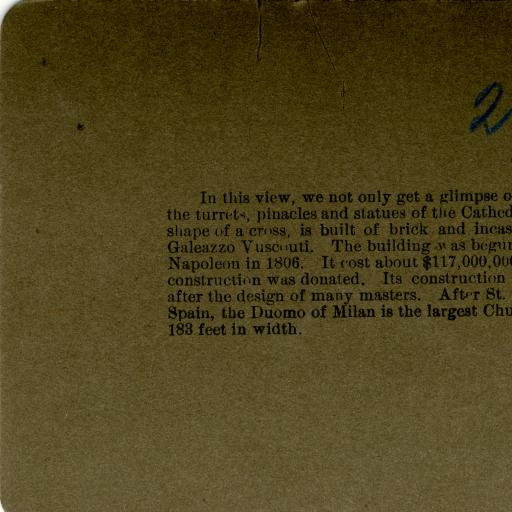 2
In this view, we not only get a glimpse o
the turrets, pinacles and statues of the Cathed
shape of a cross, is built of brick and incas
Galeazzo Vuscouti. The building was begun
Napoleon in 1806. It cost about $117,000,000
construction was donated. Its construction
after the design of many masters. After St.
Spain, the Duomo of Milan is the largest Chu
183 feet in width.